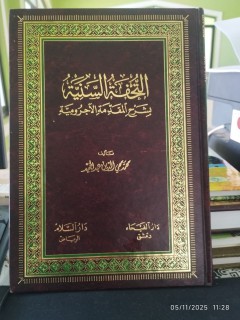 التحفة السنية
بشرح المقدمة الآجرومية
تأليف
محمد محيي الدين عبد الحميد
دار الفيحاء
دمشق
دار السلام
الرياض
05/11/2025 11:28